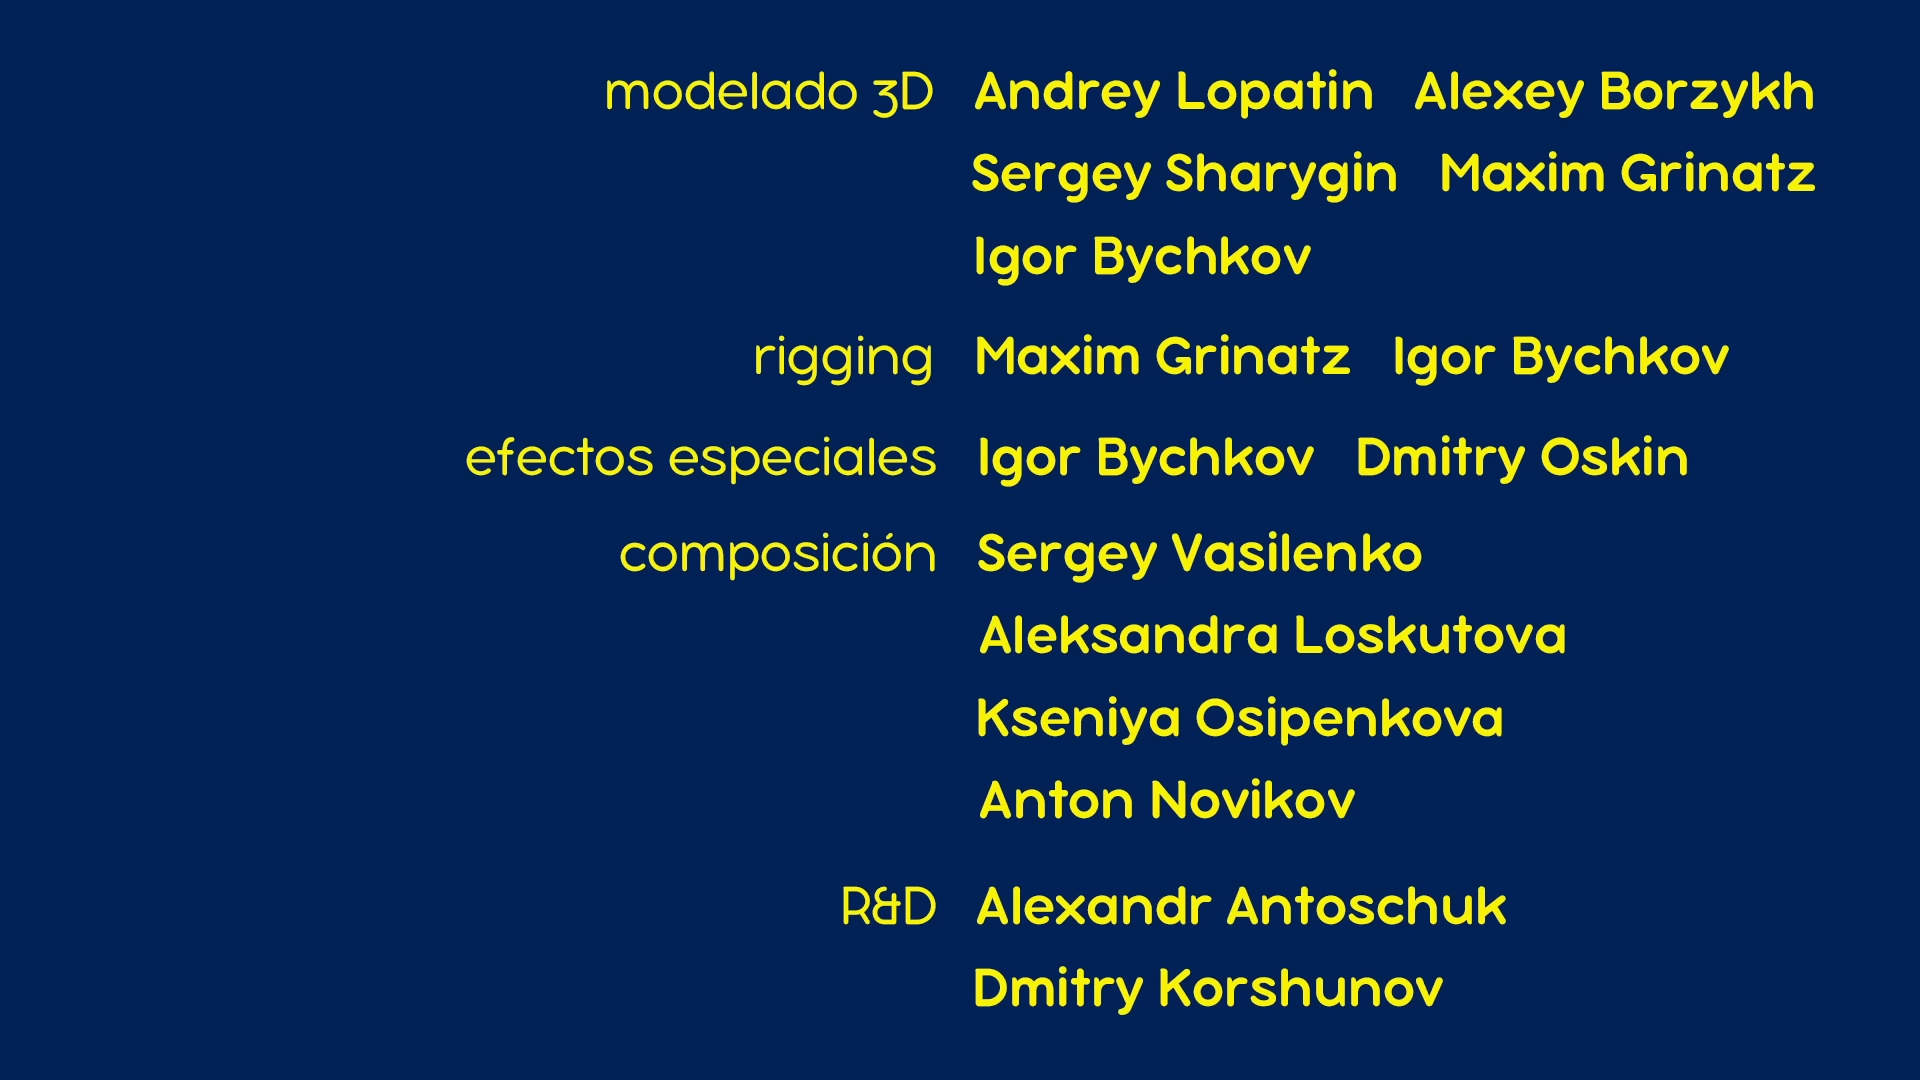 modelado 3D Andrey Lopatin Alexey Borzykh
Sergey Sharygin Maxim Grinatz
Igor Bychkov
rigging Maxim Grinatz Igor Bychkov
efectos especiales Igor Bychkov Dmitry Oskin
composición Sergey Vasilenko
Aleksandra Loskutova
Kseniya Osipenkova
Anton Novikov
R&D Alexandr Antoschuk
Dmitry Korshunov